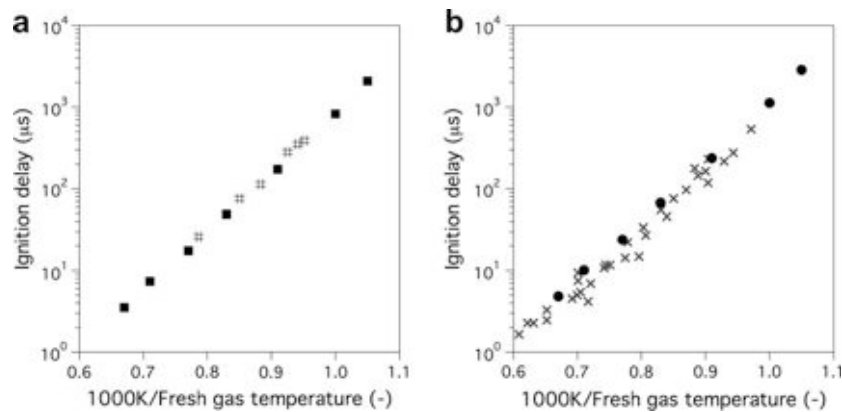 a
b
10⁴
10³
10²
10¹
10⁰
Ignition delay (μs)
0.6 0.7 0.8 0.9 1.0 1.1
1000K/Fresh gas temperature (-)
10⁴
10³
10²
10¹
10⁰
Ignition delay (μs)
0.6 0.7 0.8 0.9 1.0 1.1
1000K/Fresh gas temperature (-)